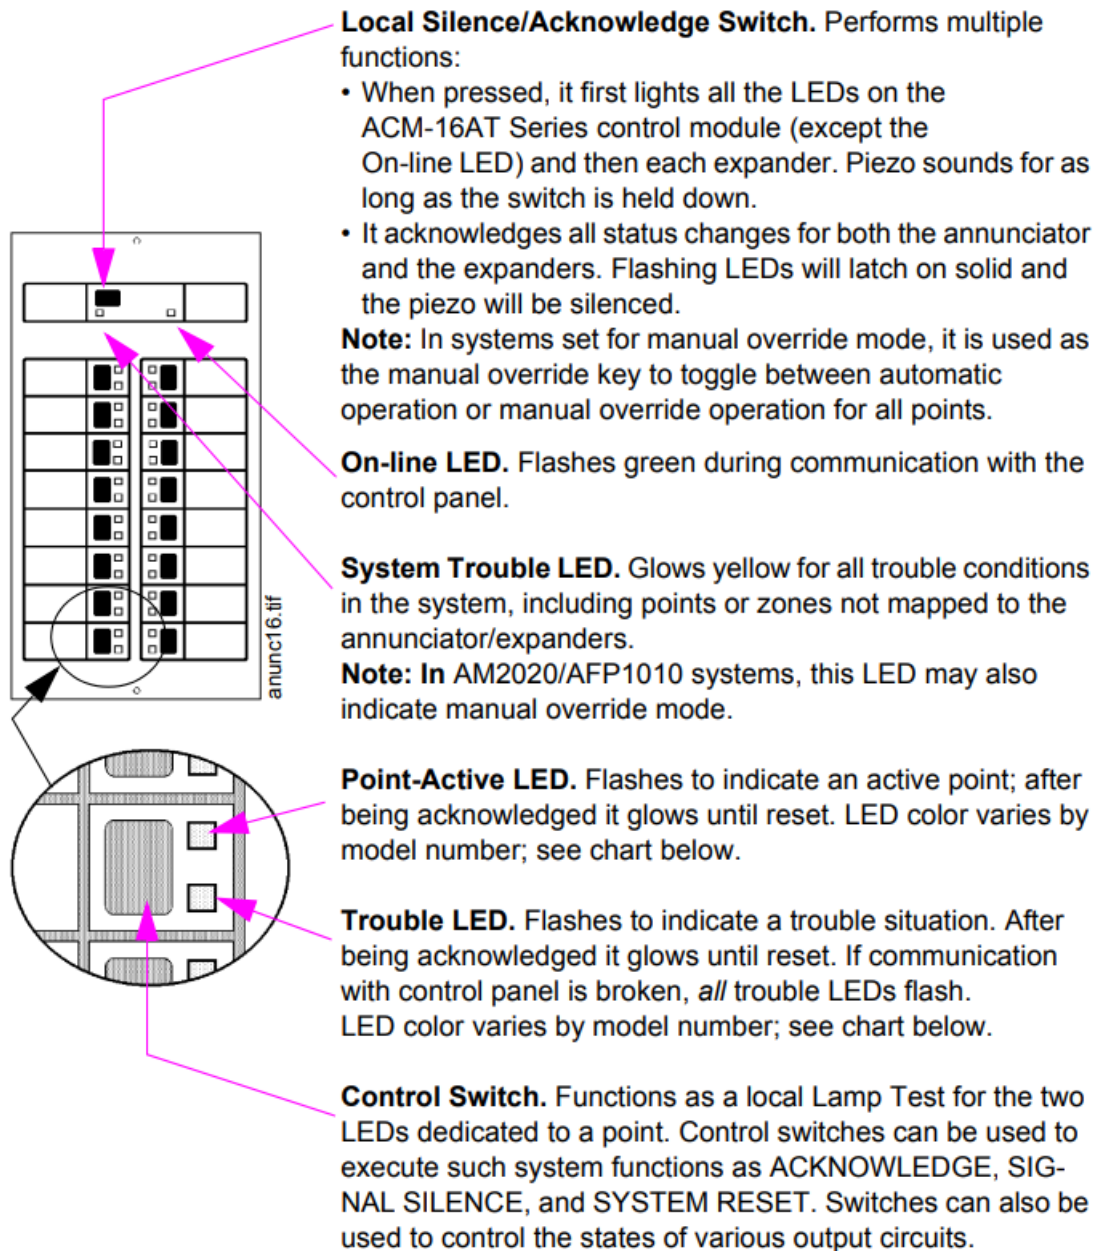 Local Silence/Acknowledge Switch. Performs multiple
functions:
• When pressed, it first lights all the LEDs on the
ACM-16AT Series control module (except the
On-line LED) and then each expander. Piezo sounds for as
long as the switch is held down.
• It acknowledges all status changes for both the annunciator
and the expanders. Flashing LEDs will latch on solid and
the piezo will be silenced.
Note: In systems set for manual override mode, it is used as
the manual override key to toggle between automatic
operation or manual override operation for all points.
On-line LED. Flashes green during communication with the
control panel.
System Trouble LED. Glows yellow for all trouble conditions
in the system, including points or zones not mapped to the
annunciator/expanders.
Note: In AM2020/AFP1010 systems, this LED may also
indicate manual override mode.
anunc16.tif
Point-Active LED. Flashes to indicate an active point; after
being acknowledged it glows until reset. LED color varies by
model number; see chart below.
Trouble LED. Flashes to indicate a trouble situation. After
being acknowledged it glows until reset. If communication
with control panel is broken, all trouble LEDs flash.
LED color varies by model number; see chart below.
Control Switch. Functions as a local Lamp Test for the two
LEDs dedicated to a point. Control switches can be used to
execute such system functions as ACKNOWLEDGE, SIG-
NAL SILENCE, and SYSTEM RESET. Switches can also be
used to control the states of various output circuits.